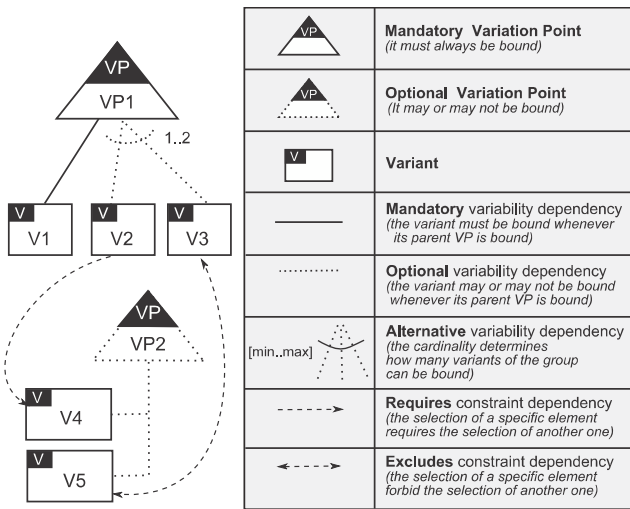 VP
VP1
1..2
V
V1
V
V2
V
V3
VP
VP2
V
V4
V
V5
VP
Mandatory Variation Point
(it must always be bound)
VP
Optional Variation Point
(It may or may not be bound)
V
Variant
Mandatory variability dependency
(the variant must be bound whenever
its parent VP is bound)
Optional variability dependency
(the variant may or may not be bound
whenever its parent VP is bound)
[min..max]
Alternative variability dependency
(the cardinality determines
how many variants of the group
can be bound)
Requires constraint dependency
(the selection of a specific element
requires the selection of another one)
Excludes constraint dependency
(the selection of a specific element
forbid the selection of another one)